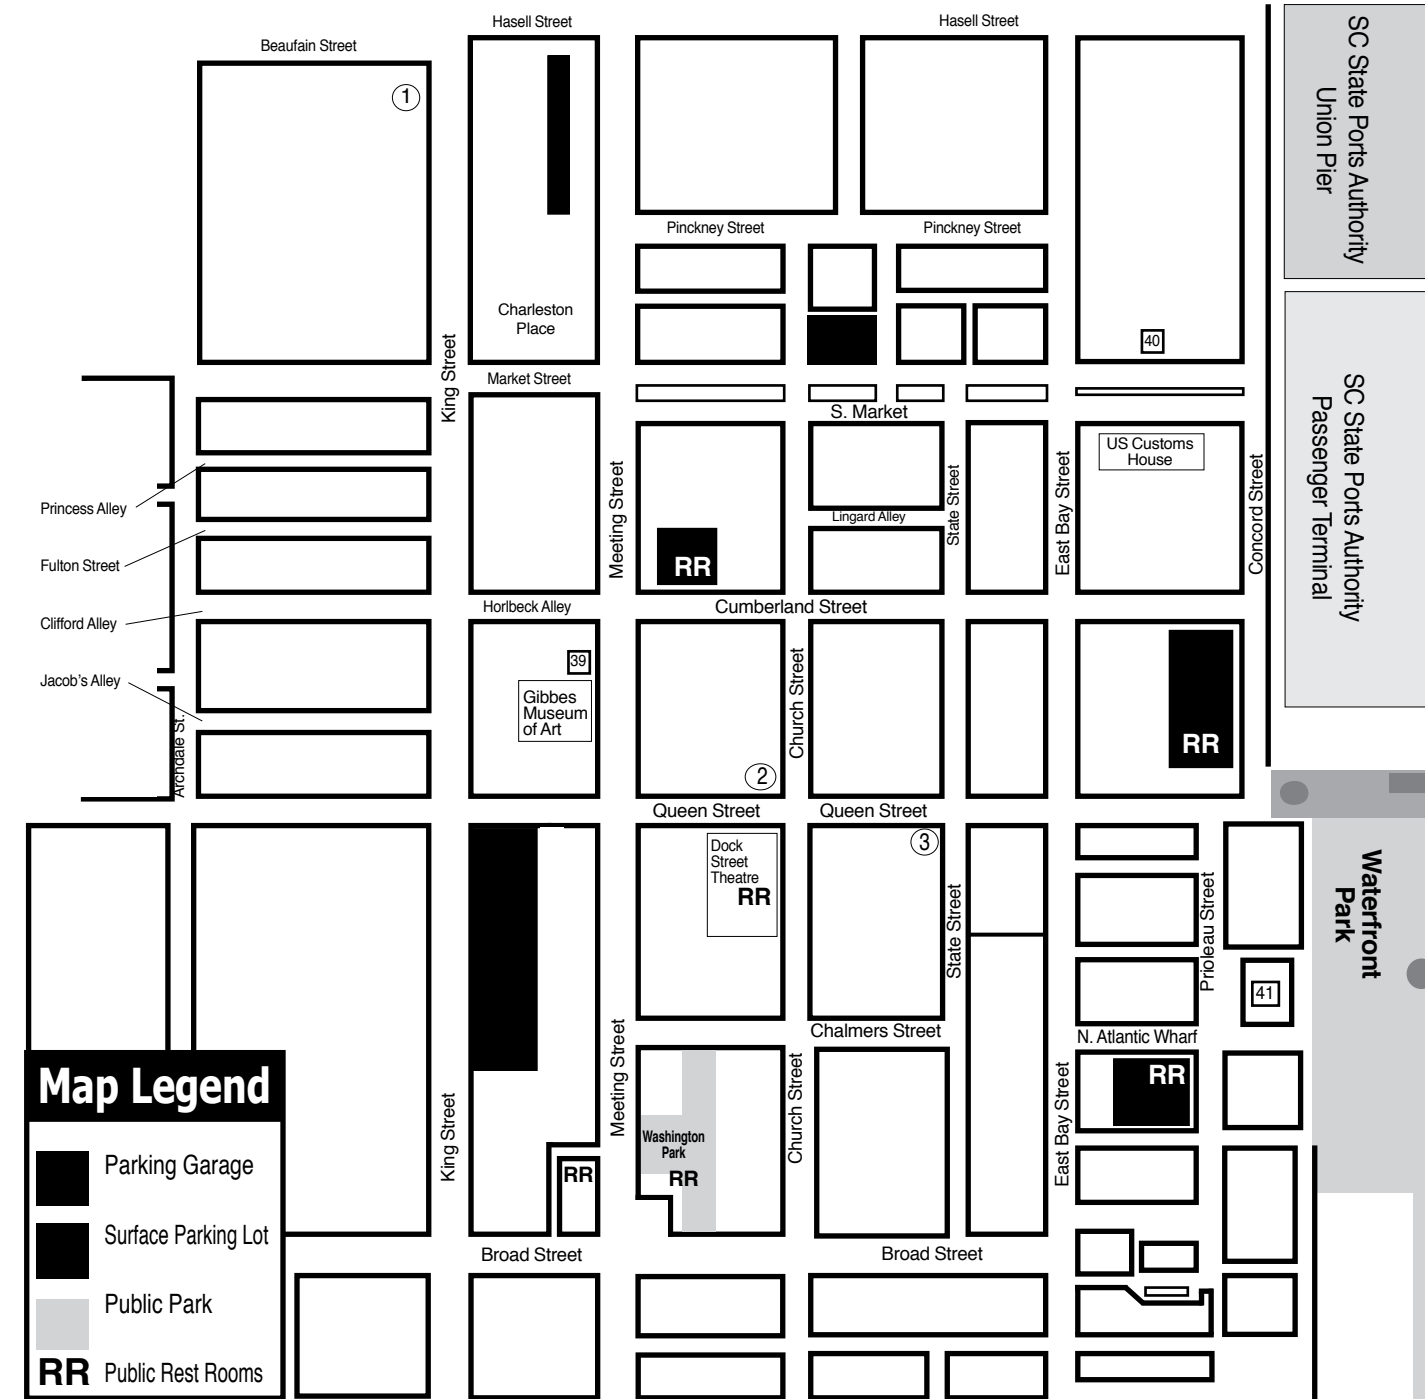 Hasell Street
Hasell Street
Beaufain Street
1
SC State Ports Authority
Union Pier
Pinckney Street
Pinckney Street
Charleston
Place
King Street
40
Market Street
S. Market
SC State Ports Authority
Passenger Terminal
US Customs
House
Meeting Street
State Street
East Bay Street
Concord Street
Princess Alley
Lingard Alley
RR
Fulton Street
Horlbeck Alley
Cumberland Street
Clifford Alley
39
Gibbes
Museum
of Art
Church Street
Jacob's Alley
Archdale St.
RR
2
Queen Street
Queen Street
Dock
Street
Theatre
RR
3
State Street
Prioleau Street
Waterfront
Park
41
Chalmers Street
N. Atlantic Wharf
King Street
Meeting Street
Washington
Park
RR
Church Street
East Bay Street
RR
RR
Broad Street
Broad Street
Map Legend
Parking Garage
Surface Parking Lot
Public Park
RR Public Rest Rooms